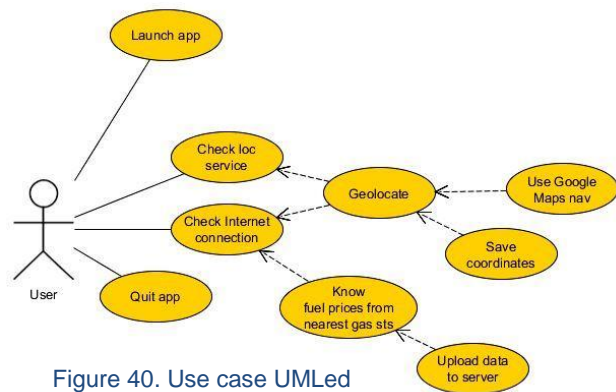 Launch app
Check loc
service
Geolocate
Use Google
Maps nav
Check Internet
connection
Save
coordinates
User
Quit app
Know
fuel prices from
nearest gas sts
Upload data
to server
Figure 40. Use case UMLed